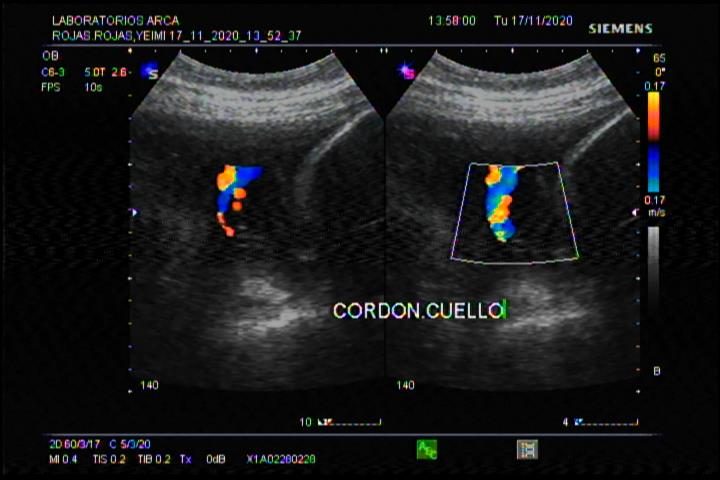 LABORATORIOS ARCA 13:58:00 Tu 17/11/2020 SIEMENS
ROJAS.ROJAS,YEIMI 17_11_2020_13_52_37
OB 65
C6-3 5.0T 2.6 S S 0°
FPS 10s 0.17
0.17
m/s
CORDON.CUELLO
B
140 140
10 4
2D 60/3/17 C 5/3/20
MI 0.4 TIS 0.2 TIB 0.2 Tx 0dB X1A02280228